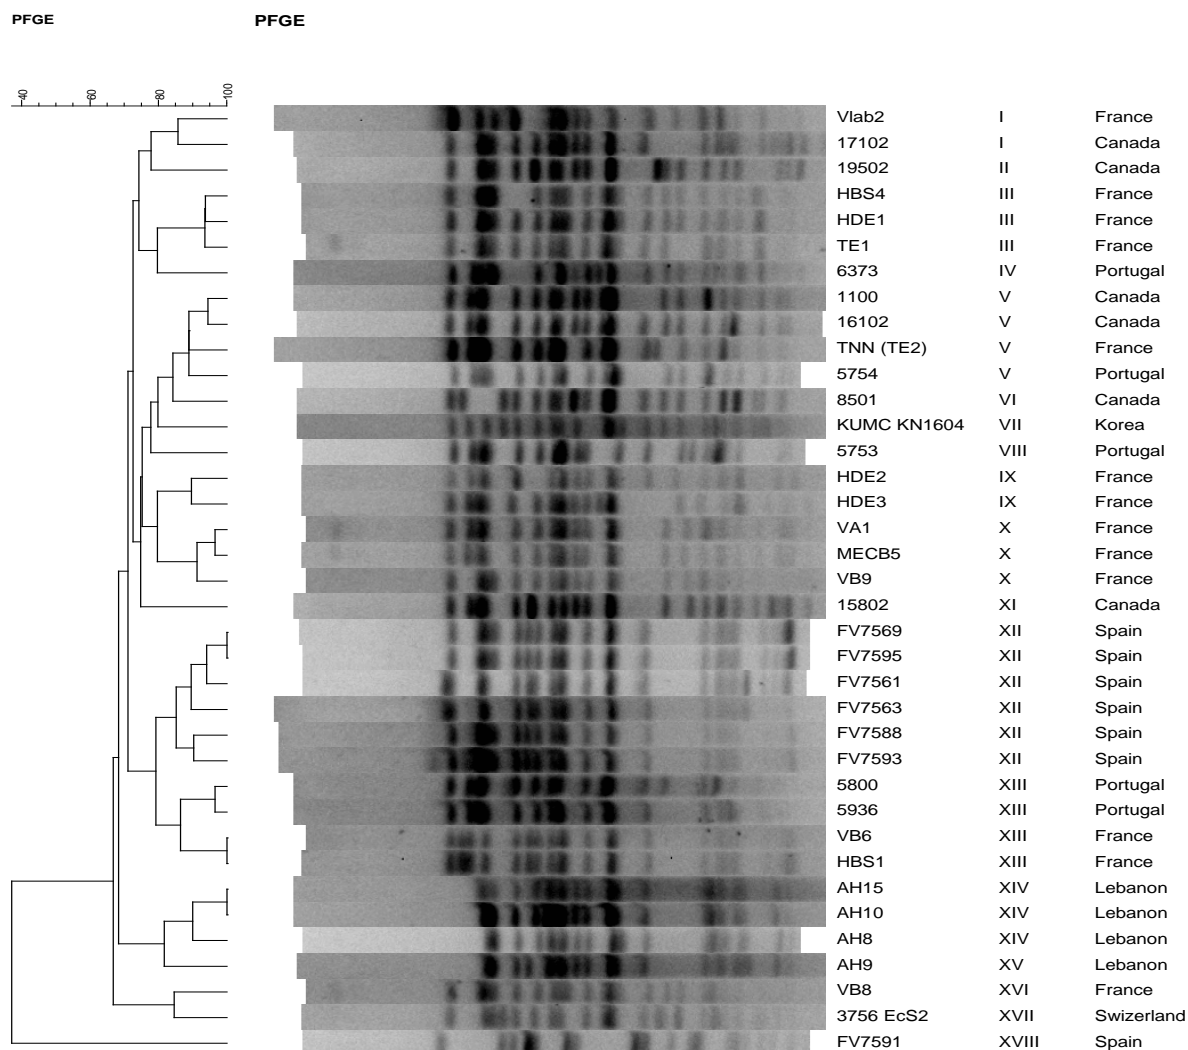 PFGE PFGE
40 60 80 100
Vlab2 I France
17102 I Canada
19502 II Canada
HBS4 III France
HDE1 III France
TE1 III France
6373 IV Portugal
1100 V Canada
16102 V Canada
TNN (TE2) V France
5754 V Portugal
8501 VI Canada
KUMC KN1604 VII Korea
5753 VIII Portugal
HDE2 IX France
HDE3 IX France
VA1 X France
MECB5 X France
VB9 X France
15802 XI Canada
FV7569 XII Spain
FV7595 XII Spain
FV7561 XII Spain
FV7563 XII Spain
FV7588 XII Spain
FV7593 XII Spain
5800 XIII Portugal
5936 XIII Portugal
VB6 XIII France
HBS1 XIII France
AH15 XIV Lebanon
AH10 XIV Lebanon
AH8 XIV Lebanon
AH9 XV Lebanon
VB8 XVI France
3756 EcS2 XVII Swizerland
FV7591 XVIII Spain